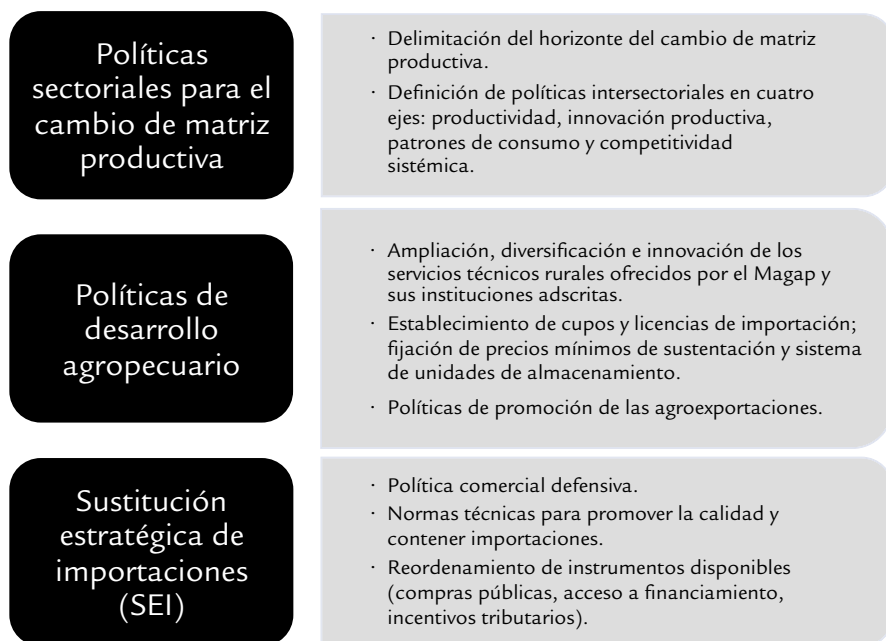 Políticas
sectoriales para el
cambio de matriz
productiva
· Delimitación del horizonte del cambio de matriz
productiva.
· Definición de políticas intersectoriales en cuatro
ejes: productividad, innovación productiva,
patrones de consumo y competitividad
sistémica.
Políticas de
desarrollo
agropecuario
· Ampliación, diversificación e innovación de los
servicios técnicos rurales ofrecidos por el Magap y
sus instituciones adscritas.
· Establecimiento de cupos y licencias de importación;
fijación de precios mínimos de sustentación y sistema
de unidades de almacenamiento.
· Políticas de promoción de las agroexportaciones.
Sustitución
estratégica de
importaciones
(SEI)
· Política comercial defensiva.
· Normas técnicas para promover la calidad y
contener importaciones.
· Reordenamiento de instrumentos disponibles
(compras públicas, acceso a financiamiento,
incentivos tributarios).